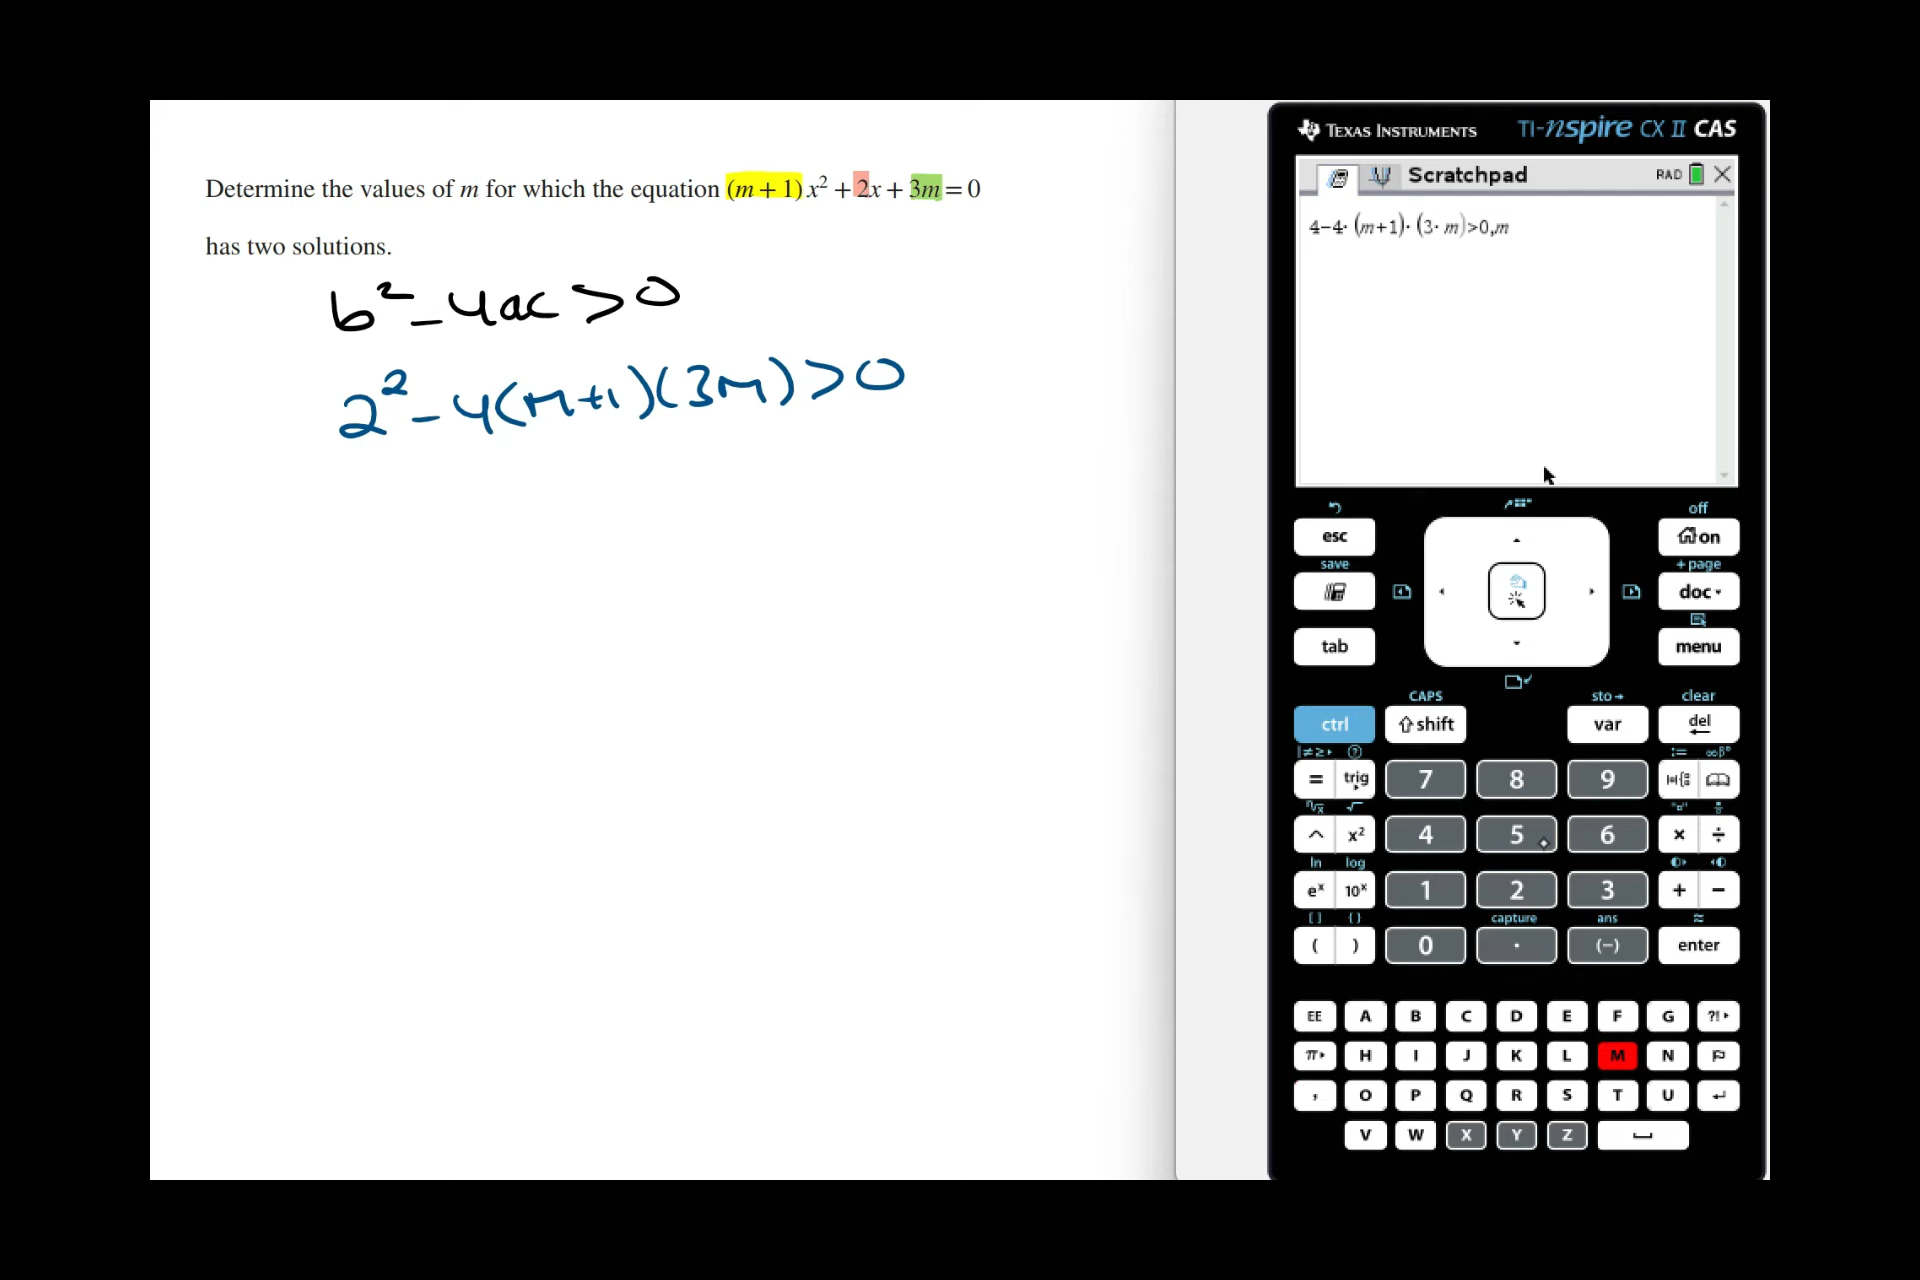 Determine the values of m for which the equation (m + 1)x² + 2x + 3m = 0
has two solutions.
b² - 4ac > 0
2² - 4(m+1)(3m) > 0
TEXAS INSTRUMENTS TI-nspire CX II CAS
Scratchpad RAD
4-4·(m+1)·(3·m)>0,m
off
esc on
save +page
doc
tab menu
CAPS sto→ clear
ctrl shift var del
|≠≥▸ ? := ∞β°
= trig 7 8 9
ⁿ√x √
^ x² 4 5 6 × ÷
ln log
eˣ 10ˣ 1 2 3 + −
[ ] { } capture ans ≈
( ) 0 . (−) enter
EE A B C D E F G ?!▸
π▸ H I J K L M N
, O P Q R S T U ↵
V W X Y Z